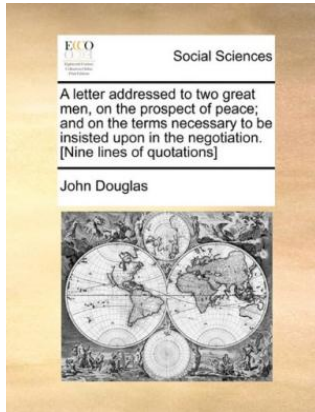 ECCO
Social Sciences
A letter addressed to two great
men, on the prospect of peace;
and on the terms necessary to be
insisted upon in the negotiation.
[Nine lines of quotations]
John Douglas